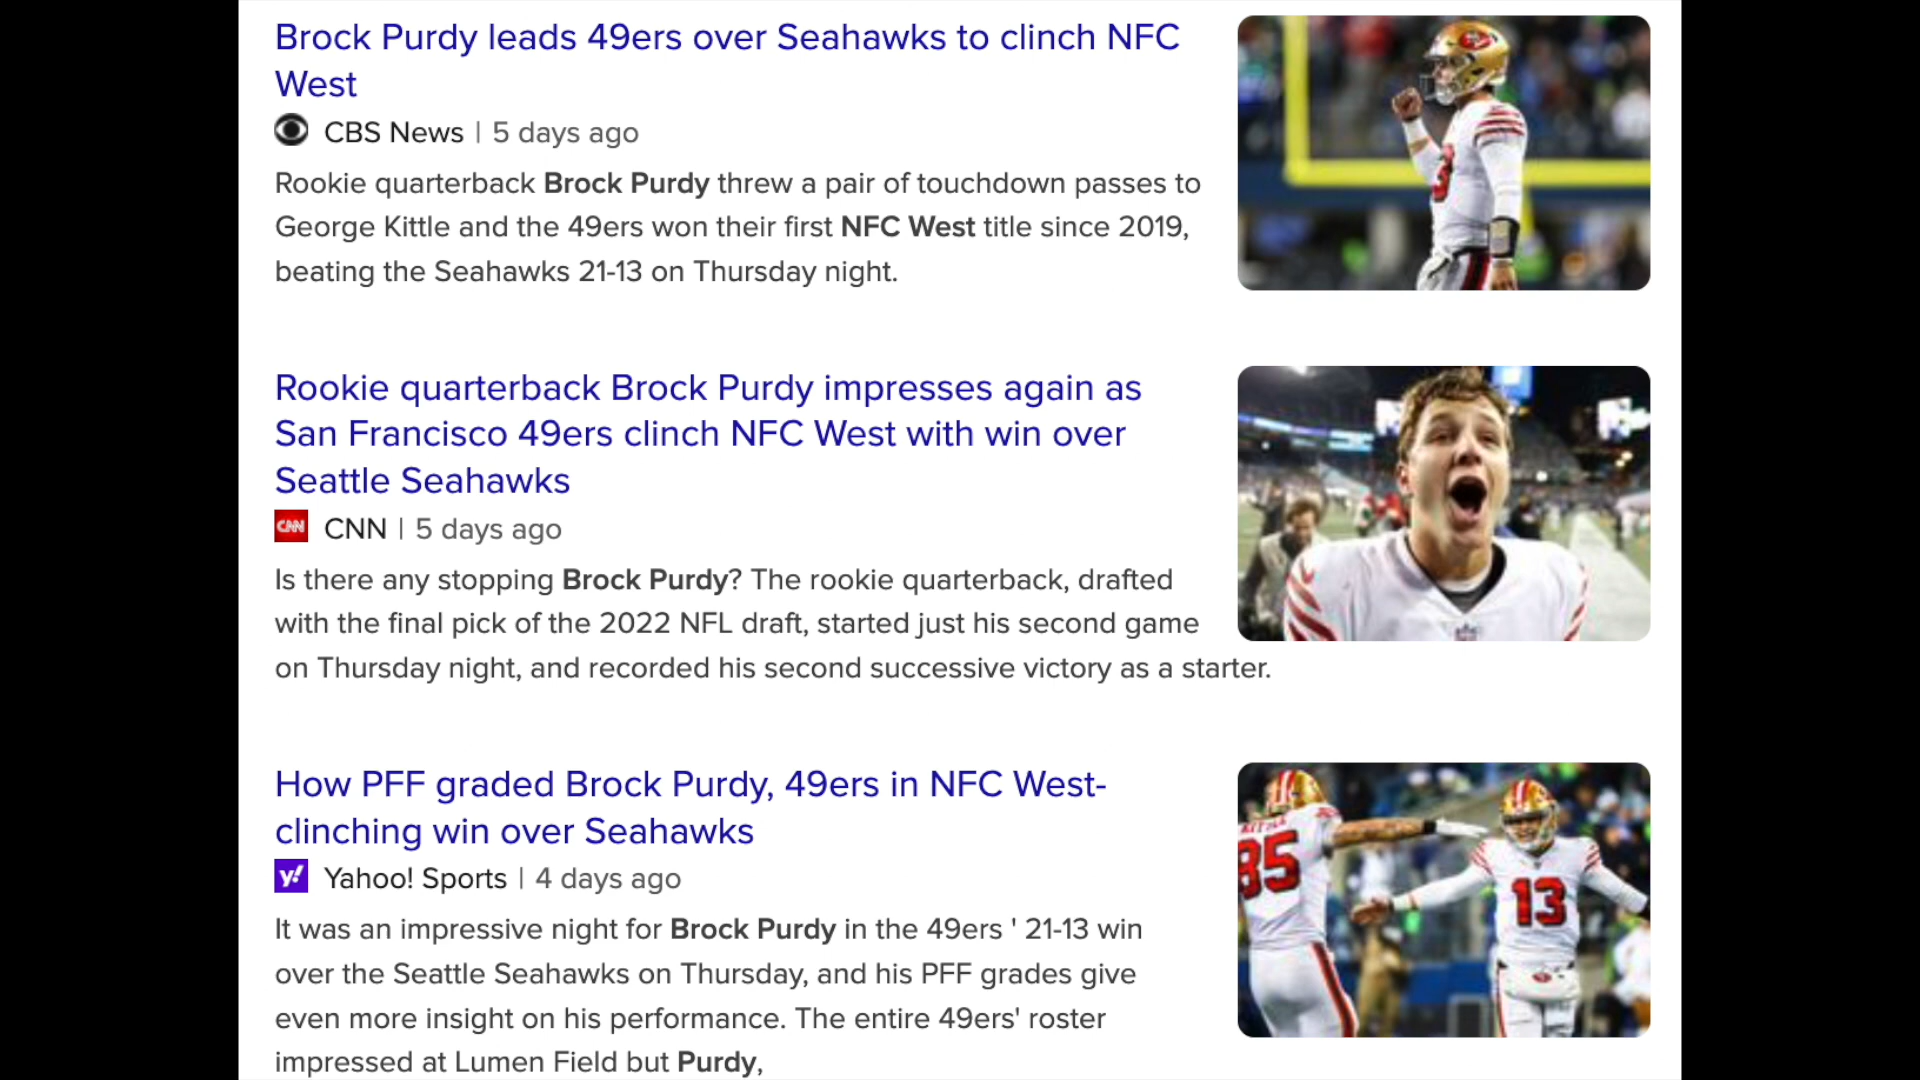 Brock Purdy leads 49ers over Seahawks to clinch NFC
West
CBS News | 5 days ago
Rookie quarterback Brock Purdy threw a pair of touchdown passes to
George Kittle and the 49ers won their first NFC West title since 2019,
beating the Seahawks 21-13 on Thursday night.
3
Rookie quarterback Brock Purdy impresses again as
San Francisco 49ers clinch NFC West with win over
Seattle Seahawks
CNN CNN | 5 days ago
Is there any stopping Brock Purdy? The rookie quarterback, drafted
with the final pick of the 2022 NFL draft, started just his second game
on Thursday night, and recorded his second successive victory as a starter.
How PFF graded Brock Purdy, 49ers in NFC West-
clinching win over Seahawks
y! Yahoo! Sports | 4 days ago
It was an impressive night for Brock Purdy in the 49ers ' 21-13 win
over the Seattle Seahawks on Thursday, and his PFF grades give
even more insight on his performance. The entire 49ers' roster
impressed at Lumen Field but Purdy,
85
13